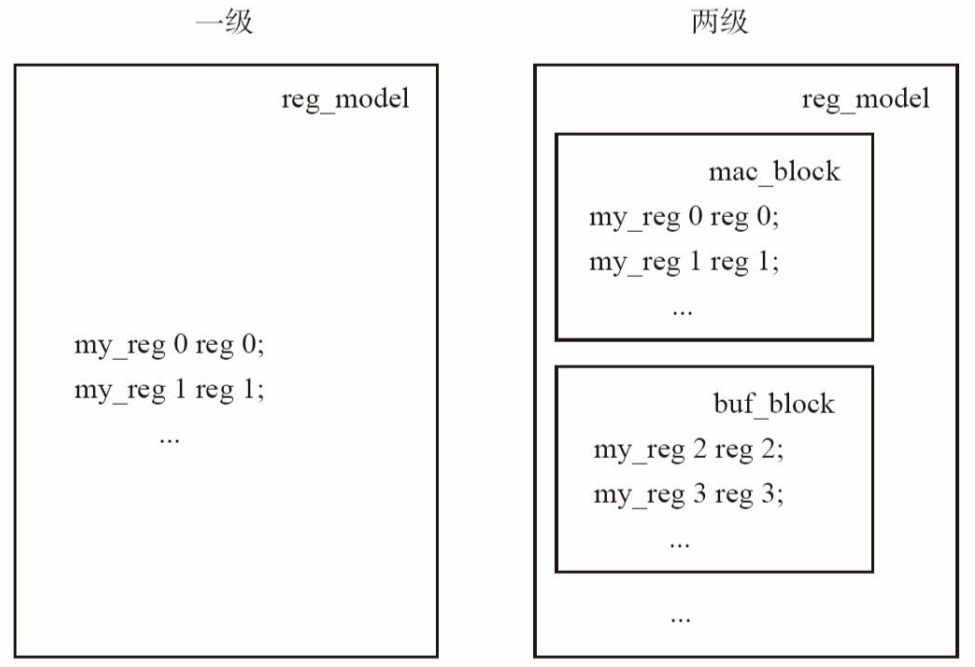 一级
reg_model
my_reg 0 reg 0;
my_reg 1 reg 1;
...
两级
reg_model
mac_block
my_reg 0 reg 0;
my_reg 1 reg 1;
...
buf_block
my_reg 2 reg 2;
my_reg 3 reg 3;
...
...